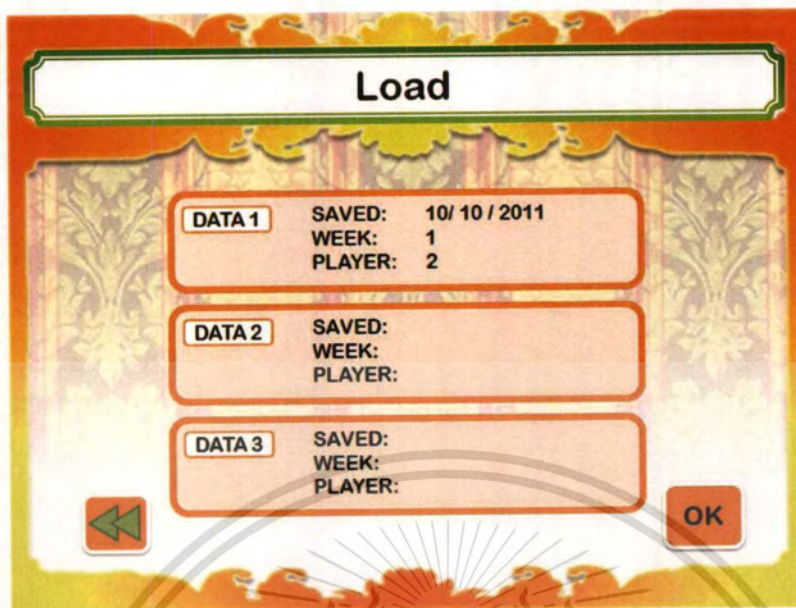 Load
DATA 1
SAVED: 10/ 10 / 2011
WEEK: 1
PLAYER: 2
DATA 2
SAVED:
WEEK:
PLAYER:
DATA 3
SAVED:
WEEK:
PLAYER:
OK